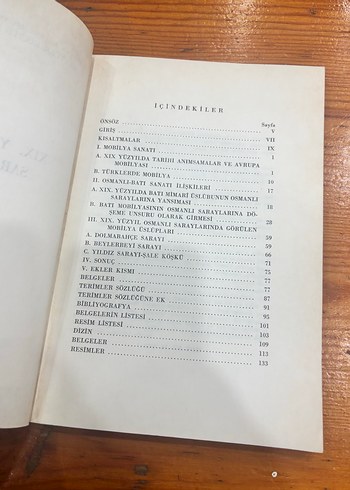 İÇİNDEKİLER
Sayfa
ÖNSÖZ ........ V
GİRİŞ ........ VII
KISALTMALAR ........ IX
I. MOBİLYA SANATI ........ 1
A. XIX YÜZYILDA TARİHİ ANIMSAMALAR VE AVRUPA
MOBİLYASI ........ 1
B. TÜRKLERDE MOBİLYA ........ 10
II. OSMANLI-BATI SANAT İLİŞKİLERİ ........ 17
A. XIX. YÜZYILDA BATI MİMARİ ÜSLÛBUNUN OSMANLI
SARAYLARINA YANSIMASI ........ 18
B. BATI MOBİLYASININ OSMANLI SARAYLARINA DÖ-
ŞEME UNSURU OLARAK GİRMESİ ........ 28
III. XIX. YÜZYIL OSMANLI SARAYLARINDA GÖRÜLEN
MOBİLYA ÜSLUPLARI ........ 59
A. DOLMABAHÇE SARAYI ........ 59
B. BEYLERBEYİ SARAYI ........ 66
C. YILDIZ SARAYI-ŞALE KÖŞKÜ ........ 71
IV. SONUÇ ........ 75
V. EKLER KISMI ........ 77
BELGELER ........ 77
TERİMLER SÖZLÜĞÜ ........ 87
TERİMLER SÖZLÜĞÜNE EK ........ 91
BİBLİYOGRAFYA ........ 95
BELGELERİN LİSTESİ ........ 101
RESİM LİSTESİ ........ 103
DİZİN ........ 109
BELGELER ........ 113
RESİMLER ........ 133